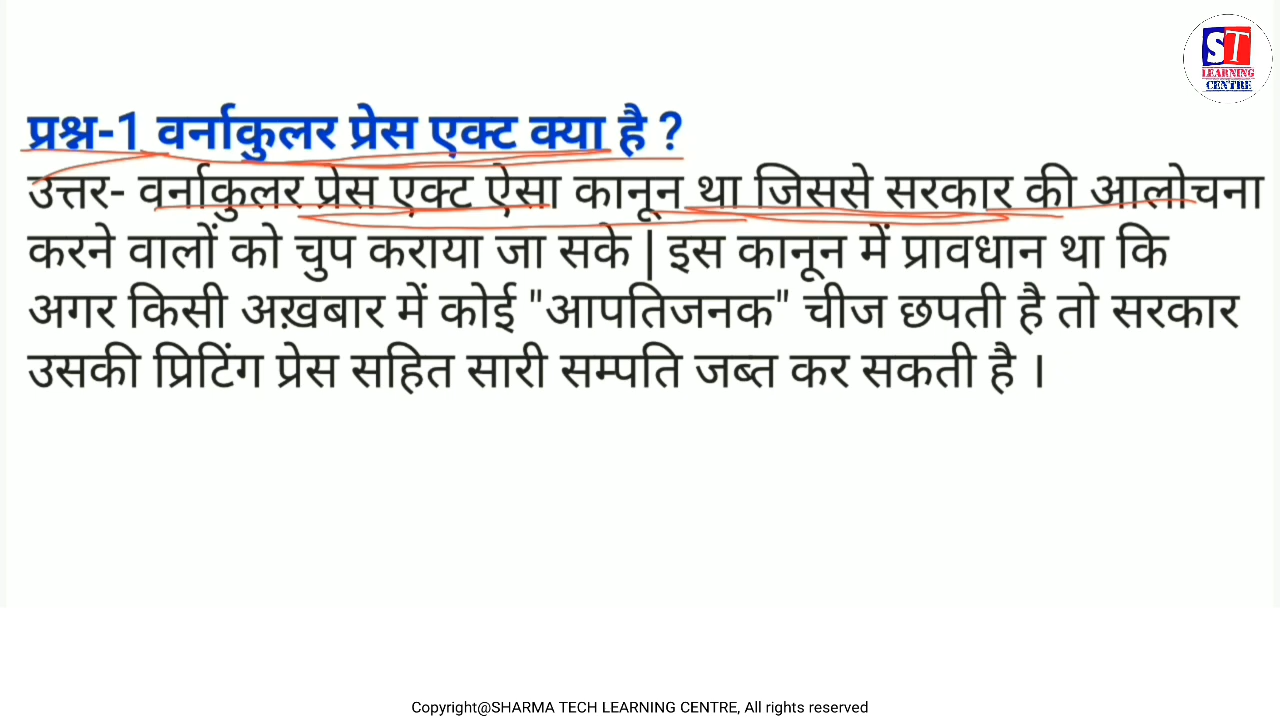 ST
LEARNING
CENTRE
प्रश्न-1 वर्नाकुलर प्रेस एक्ट क्या है ?
उत्तर- वर्नाकुलर प्रेस एक्ट ऐसा कानून था जिससे सरकार की आलोचना
करने वालों को चुप कराया जा सके | इस कानून में प्रावधान था कि
अगर किसी अख़बार में कोई "आपतिजनक" चीज छपती है तो सरकार
उसकी प्रिटिंग प्रेस सहित सारी सम्पति जब्त कर सकती है ।
Copyright@SHARMA TECH LEARNING CENTRE, All rights reserved